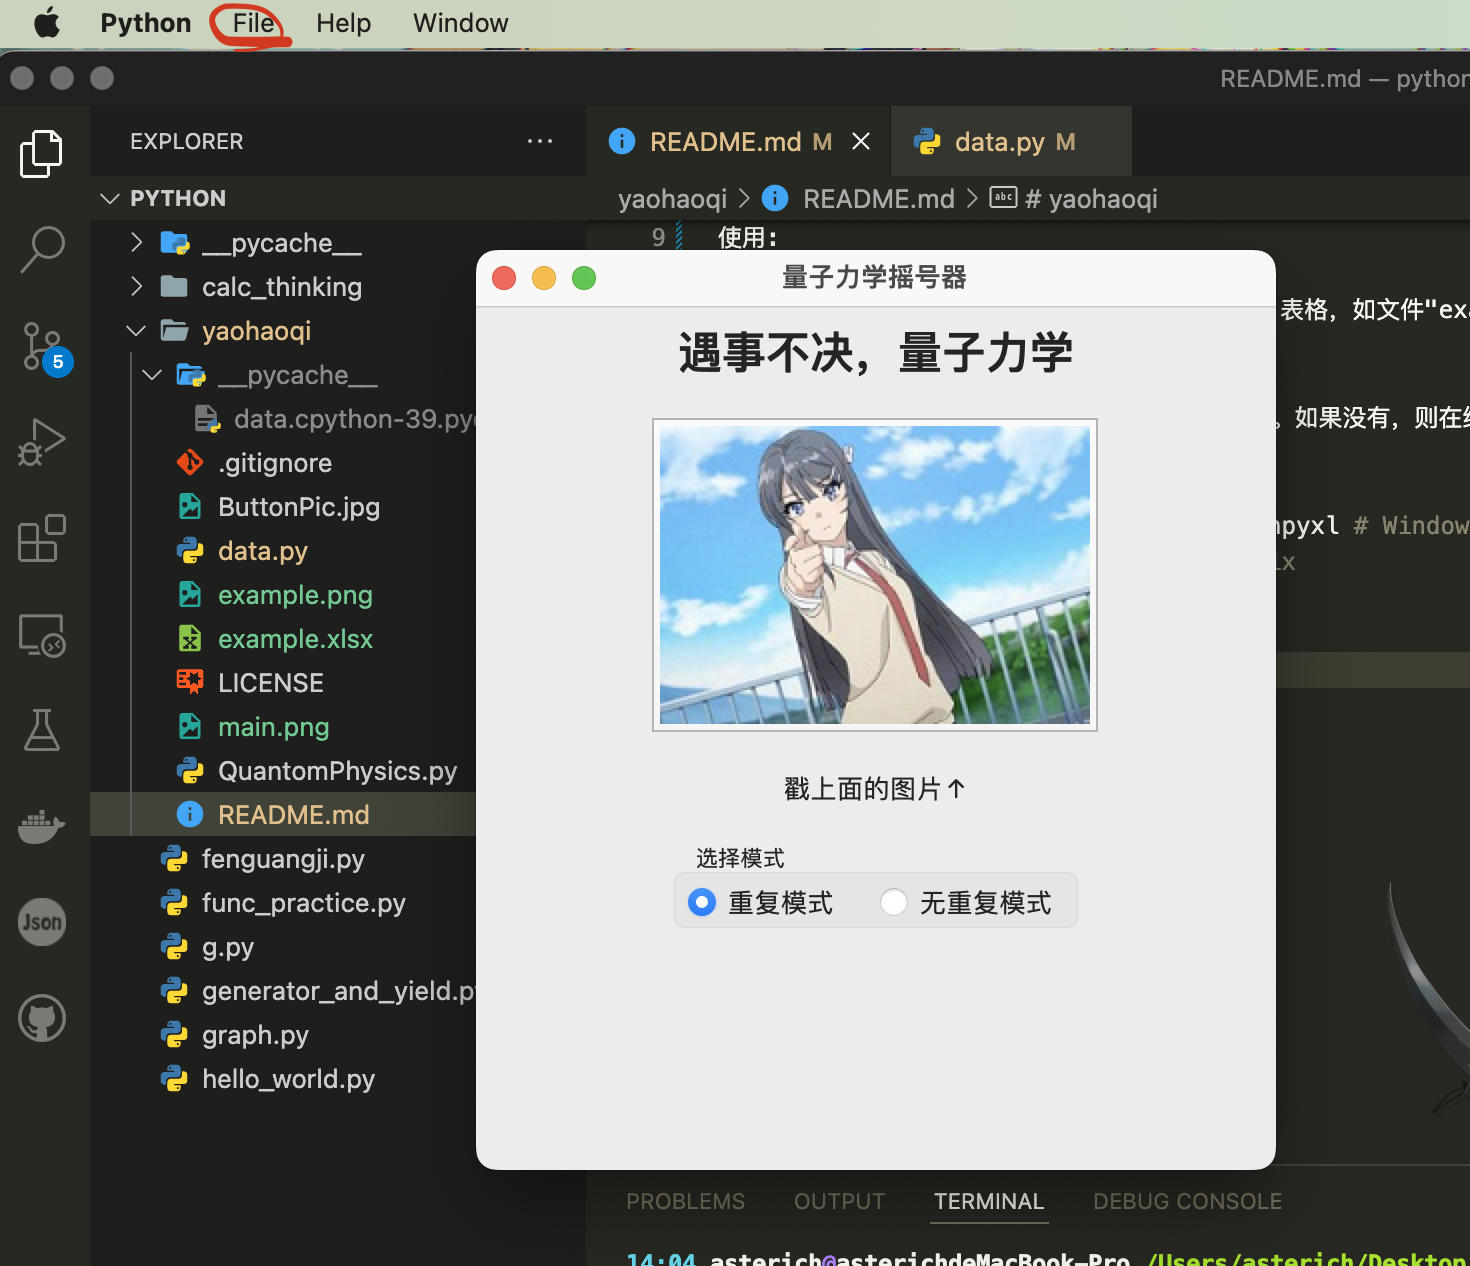 Python File Help Window
README.md — python
EXPLORER ···
README.md M
data.py M
PYTHON
yaohaoqi > README.md > # yaohaoqi
__pycache__
calc_thinking
yaohaoqi
__pycache__
data.cpython-39.py
.gitignore
ButtonPic.jpg
data.py
example.png
example.xlsx
LICENSE
main.png
QuantomPhysics.py
README.md
fenguangji.py
func_practice.py
g.py
generator_and_yield.p
graph.py
hello_world.py
5
Json
9 使用:
表格，如文件"exa
如果没有，则在
pyxl # Window
ix
量子力学摇号器
遇事不决，量子力学
戳上面的图片↑
选择模式
重复模式 无重复模式
PROBLEMS OUTPUT TERMINAL DEBUG CONSOLE
14:04 asterich@asterichdeMacBook-Pro /Users/asterich/Desktop